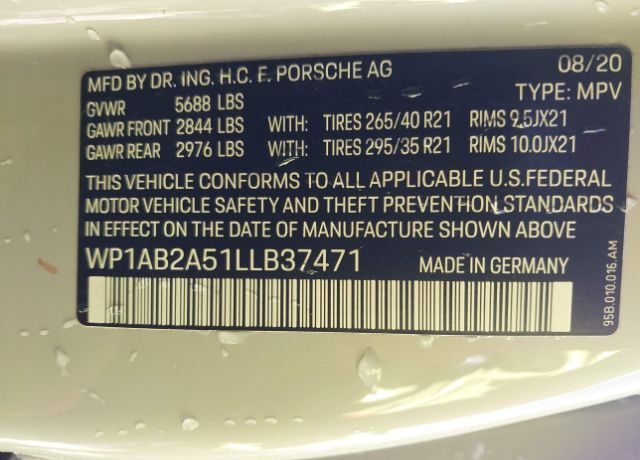 MFD BY DR. ING. H.C. F. PORSCHE AG 08/20
GVWR 5688 LBS TYPE: MPV
GAWR FRONT 2844 LBS WITH: TIRES 265/40 R21 RIMS 9.5JX21
GAWR REAR 2976 LBS WITH: TIRES 295/35 R21 RIMS 10.0JX21
THIS VEHICLE CONFORMS TO ALL APPLICABLE U.S.FEDERAL
MOTOR VEHICLE SAFETY AND THEFT PREVENTION STANDARDS
IN EFFECT ON THE DATE OF MANUFACTURE SHOWN ABOVE
WP1AB2A51LLB37471 MADE IN GERMANY
95B.010.016.AM